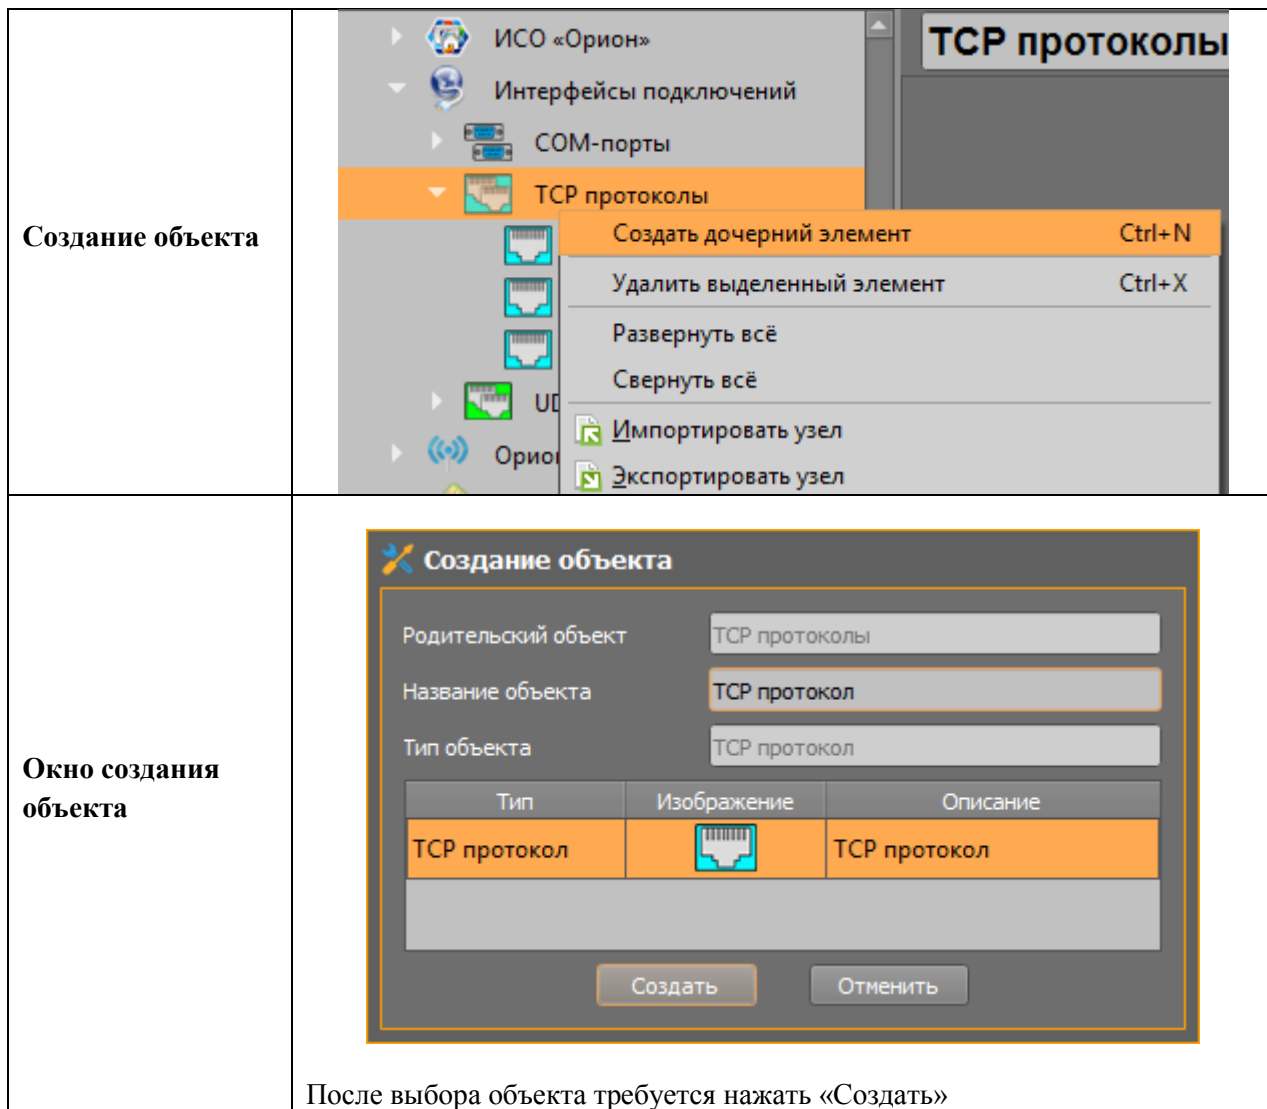 Создание объекта
ИСО «Орион»
Интерфейсы подключений
COM-порты
TCP протоколы
TCP протоколы
Создать дочерний элемент Ctrl+N
Удалить выделенный элемент Ctrl+X
Развернуть всё
Свернуть всё
Импортировать узел
Экспортировать узел
Окно создания
объекта
Создание объекта
Родительский объект TCP протоколы
Название объекта TCP протокол
Тип объекта TCP протокол
Тип Изображение Описание
TCP протокол TCP протокол
Создать Отменить
После выбора объекта требуется нажать «Создать»